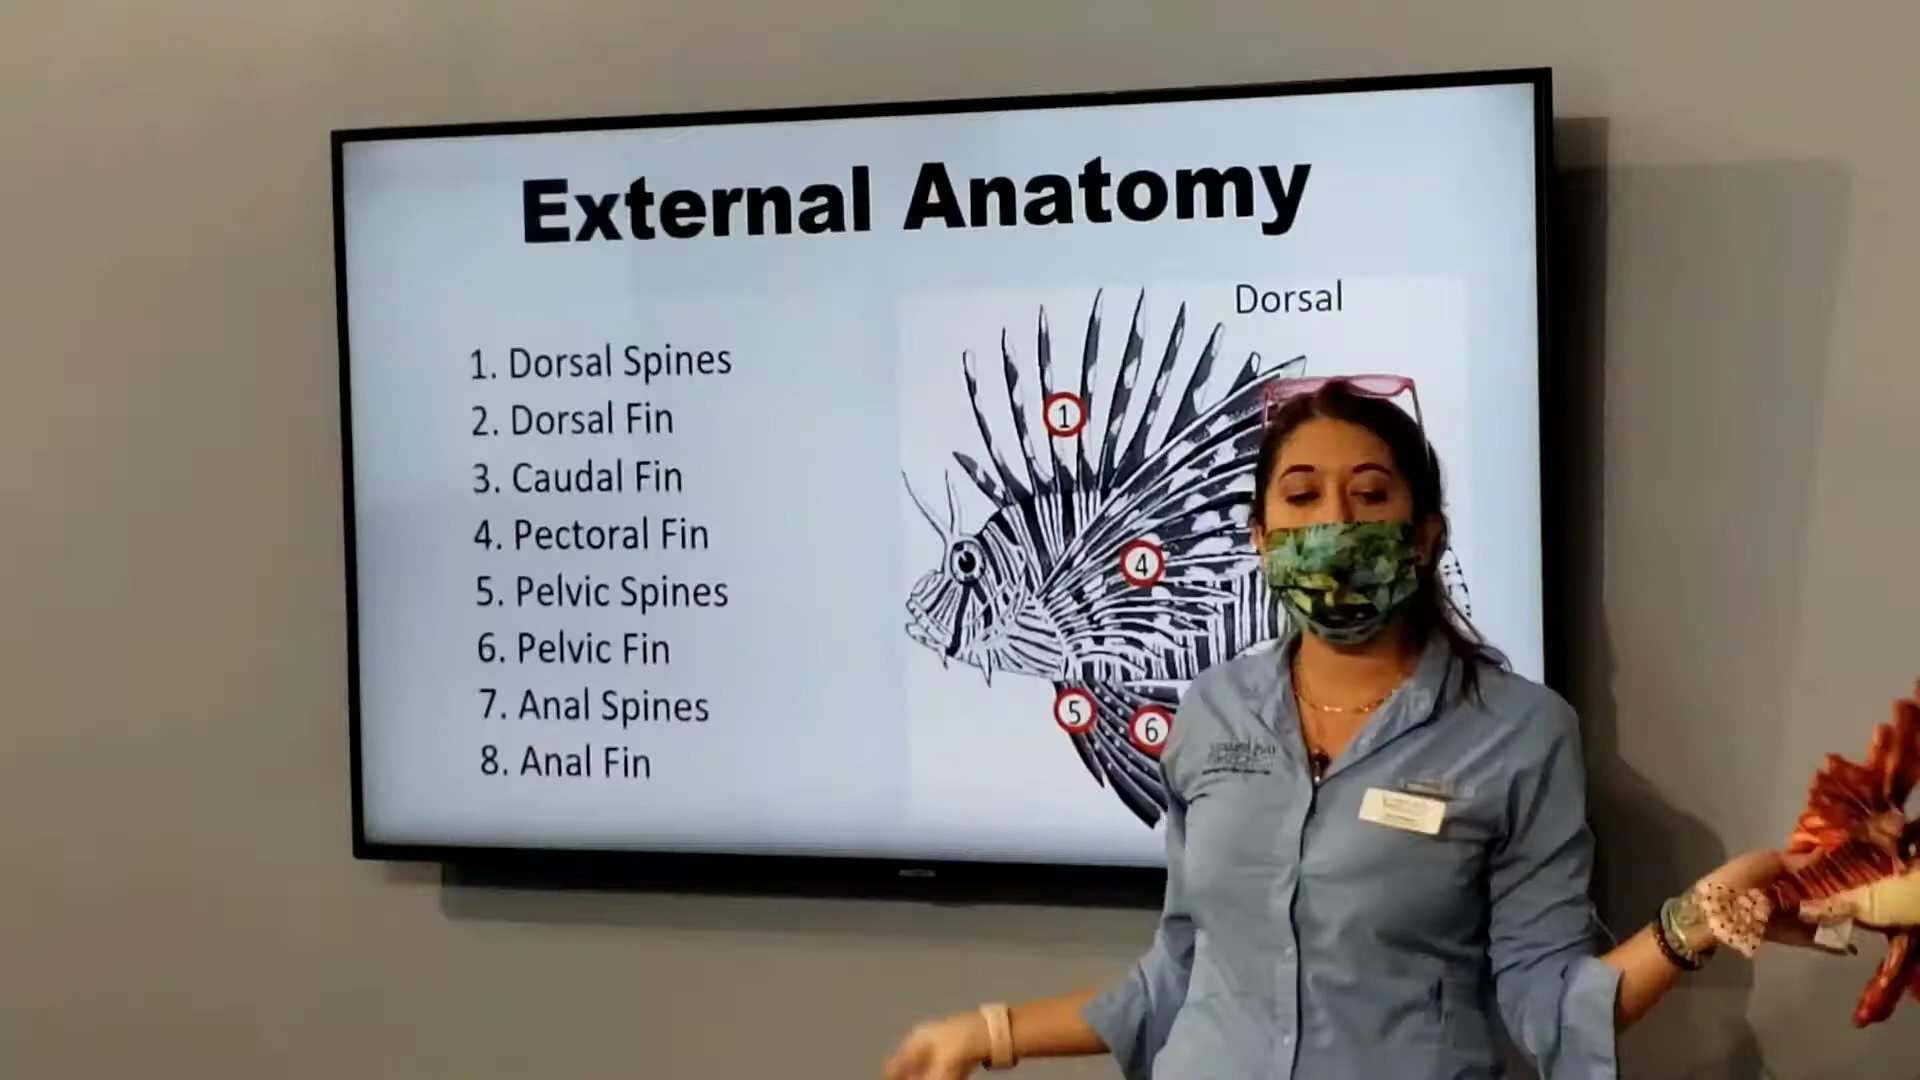 External Anatomy
Dorsal
1. Dorsal Spines
2. Dorsal Fin
3. Caudal Fin
4. Pectoral Fin
5. Pelvic Spines
6. Pelvic Fin
7. Anal Spines
8. Anal Fin
1
4
5
6